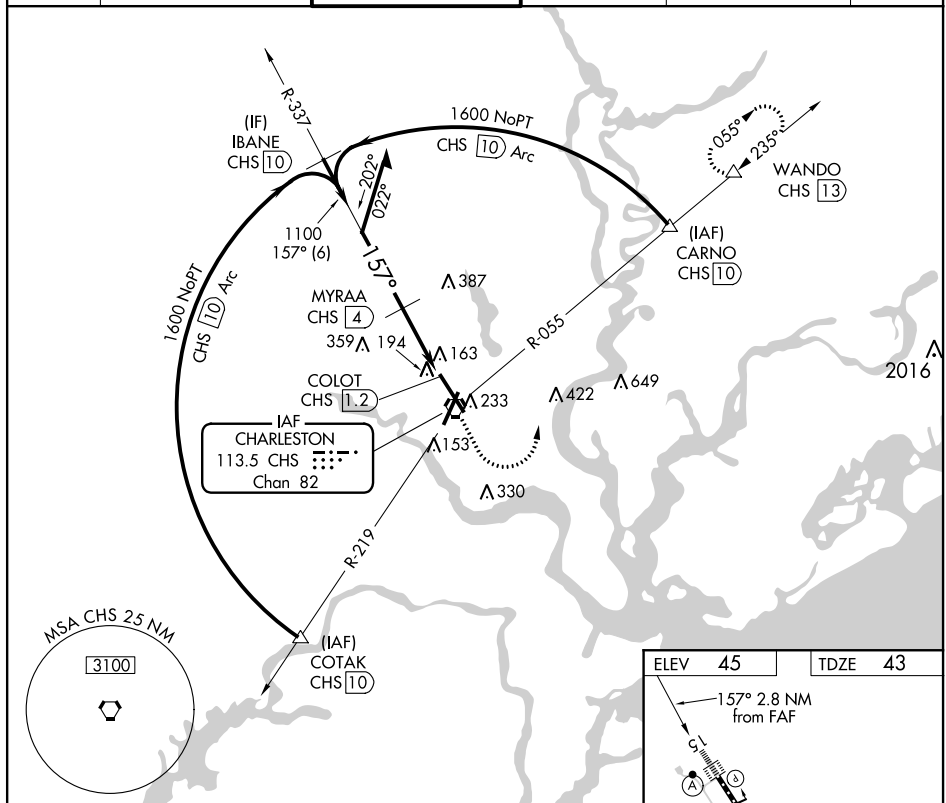 R-337
(IF)
IBANE
CHS 10
1600 NoPT
CHS 10 Arc
055°
235°
WANDO
CHS 13
202°
022°
1100
157° (6)
157°
(IAF)
CARNO
CHS 10
1600 NoPT
CHS 10 Arc
MYRAA
CHS 4
387
R-055
359
194
163
2016
COLOT
CHS 1.2
649
422
233
IAF
CHARLESTON
113.5 CHS
Chan 82
153
330
R-219
MSA CHS 25 NM
3100
(IAF)
COTAK
CHS 10
ELEV 45
TDZE 43
157° 2.8 NM
from FAF
15
A
P